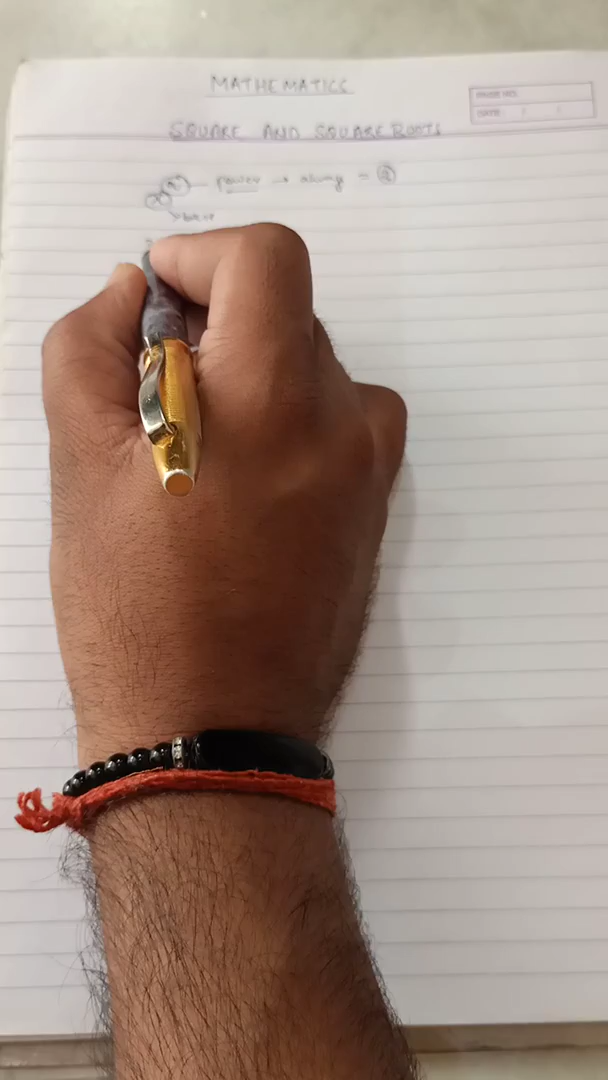 MATHEMATICS
PAGE NO.
DATE / /
SQUARE AND SQUARE ROOTS
power → always = 2
base